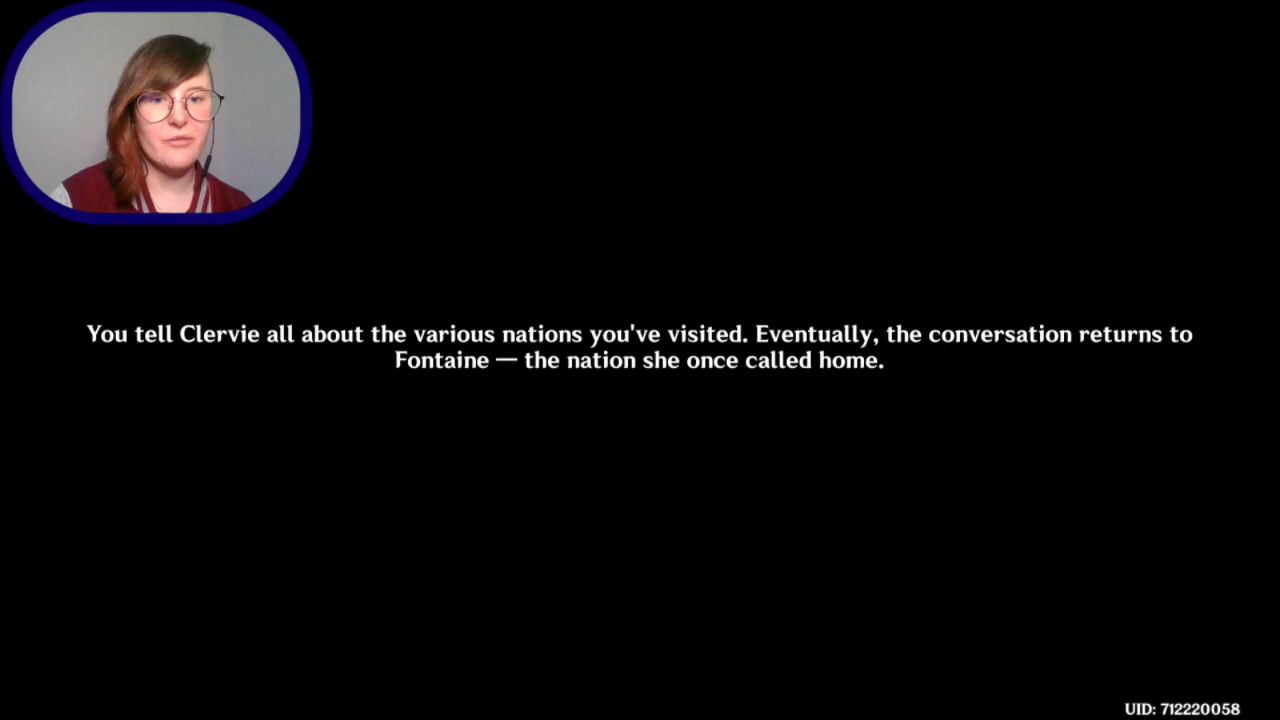 You tell Clervie all about the various nations you've visited. Eventually, the conversation returns to
Fontaine — the nation she once called home.
UID: 712220058